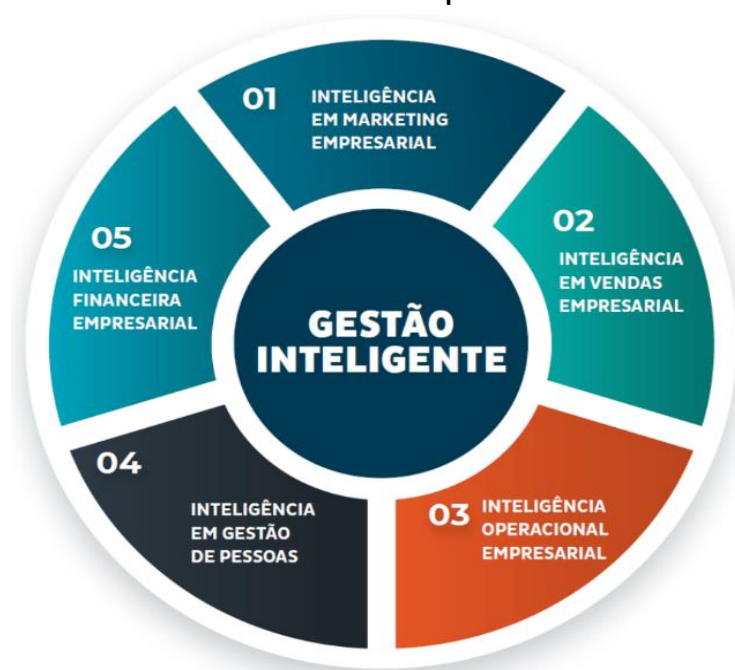 01
INTELIGÊNCIA
EM MARKETING
EMPRESARIAL
02
INTELIGÊNCIA
EM VENDAS
EMPRESARIAL
03
INTELIGÊNCIA
OPERACIONAL
EMPRESARIAL
04
INTELIGÊNCIA
EM GESTÃO
DE PESSOAS
05
INTELIGÊNCIA
FINANCEIRA
EMPRESARIAL
GESTÃO
INTELIGENTE